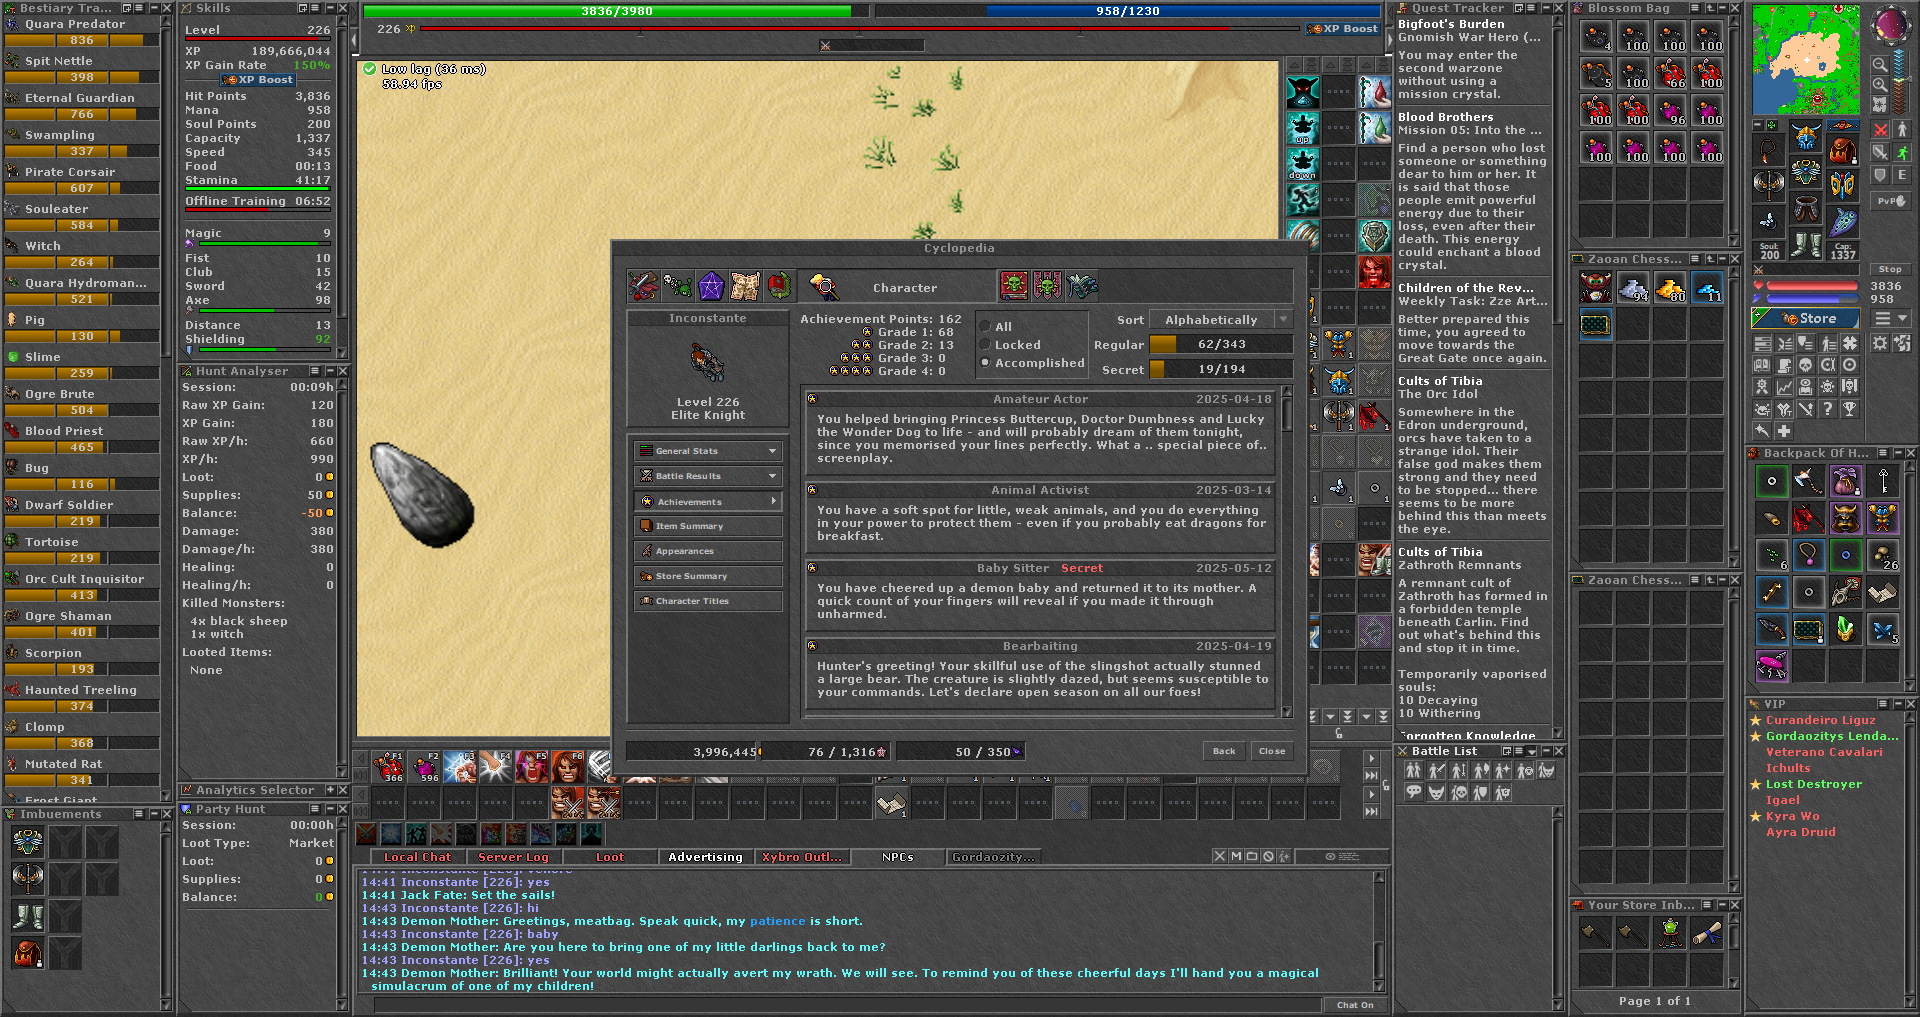 Bestiary Tra...
Quara Predator
836
Spit Nettle
398
Eternal Guardian
766
Swampling
337
Pirate Corsair
607
Souleater
584
Witch
264
Quara Hydroman...
521
Pig
130
Slime
259
Ogre Brute
504
Blood Priest
465
Bug
116
Dwarf Soldier
219
Tortoise
219
Orc Cult Inquisitor
413
Ogre Shaman
401
Scorpion
193
Haunted Treeling
374
Clomp
368
Mutated Rat
341
Frost Giant
Imbuements
Skills
Level 226
XP 189,666,044
XP Gain Rate 150%
XP Boost
Hit Points 3,836
Mana 958
Soul Points 200
Capacity 1,337
Speed 345
Food 00:13
Stamina 41:17
Offline Training 06:52
Magic 9
Fist 10
Club 15
Sword 42
Axe 98
Distance 13
Shielding 92
Hunt Analyser
Session: 00:09h
Raw XP Gain: 120
XP Gain: 180
Raw XP/h: 660
XP/h: 990
Loot: 0
Supplies: 50
Balance: -50
Damage: 380
Damage/h: 380
Healing: 0
Healing/h: 0
Killed Monsters:
4x black sheep
1x witch
Looted Items:
None
Analytics Selector
Party Hunt
Session: 00:00h
Loot Type: Market
Loot: 0
Supplies: 0
Balance: 0
3836/3980
958/1230
226 XP
XP Boost
Low lag (36 ms)
58.94 fps
up
down
Cyclopedia
Character
Inconstante
Level 226
Elite Knight
General Stats
Battle Results
Achievements
Item Summary
Appearances
Store Summary
Character Titles
Achievement Points: 162
Grade 1: 68
Grade 2: 13
Grade 3: 0
Grade 4: 0
All
Locked
Accomplished
Sort Alphabetically
Regular 62/343
Secret 19/194
Amateur Actor 2025-04-18
You helped bringing Princess Buttercup, Doctor Dumbness and Lucky
the Wonder Dog to life - and will probably dream of them tonight,
since you memorised your lines perfectly. What a .. special piece of..
screenplay.
Animal Activist 2025-03-14
You have a soft spot for little, weak animals, and you do everything
in your power to protect them - even if you probably eat dragons for
breakfast.
Baby Sitter Secret 2025-05-12
You have cheered up a demon baby and returned it to its mother. A
quick count of your fingers will reveal if you made it through
unharmed.
Bearbaiting 2025-04-19
Hunter's greeting! Your skillful use of the slingshot actually stunned
a large bear. The creature is slightly dazed, but seems susceptible to
your commands. Let's declare open season on all our foes!
3,996,445
76 / 1,316
50 / 350
Back
Close
F1 F2 F3 F4 F5 F6
366 596
1
Local Chat
Server Log
Loot
Advertising
Xybro Outl...
NPCs
Gordaozity...
14:41 Inconstante [226]: yes
14:41 Jack Fate: Set the sails!
14:43 Inconstante [226]: hi
14:43 Demon Mother: Greetings, meatbag. Speak quick, my patience is short.
14:43 Inconstante [226]: baby
14:43 Demon Mother: Are you here to bring one of my little darlings back to me?
14:43 Inconstante [226]: yes
14:43 Demon Mother: Brilliant! Your world might actually avert my wrath. We will see. To remind you of these cheerful days I'll hand you a magical
simulacrum of one of my children!
Chat On
Quest Tracker
Bigfoot's Burden
Gnomish War Hero (...
You may enter the
second warzone
without using a
mission crystal.
Blood Brothers
Mission 05: Into the ...
Find a person who lost
someone or something
dear to him or her. It
is said that those
people emit powerful
energy due to their
loss, even after their
death. This energy
could enchant a blood
crystal.
Children of the Rev...
Weekly Task: Zze Art...
Better prepared this
time, you agreed to
move towards the
Great Gate once again.
Cults of Tibia
The Orc Idol
Somewhere in the
Edron underground,
orcs have taken to a
strange idol. Their
false god makes them
strong and they need
to be stopped... there
seems to be more
behind this than meets
the eye.
Cults of Tibia
Zathroth Remnants
A remnant cult of
Zathroth has formed in
a forbidden temple
beneath Carlin. Find
out what's behind this
and stop it in time.
Temporarily vaporised
souls:
10 Decaying
10 Withering
Forgotten Knowledge
Battle List
Blossom Bag
4 100 100 100
5 100 66 100
100 100 96 100
100 100 100 100
Zaoan Chess...
94 80 11
Zaoan Chess...
Your Store Inb...
Page 1 of 1
Soul:
200
Cap:
1337
E
PvP
Stop
3836
958
Store
Backpack Of H...
6 26
5
VIP
Curandeiro Liguz
Gordaozitys Lenda...
Veterano Cavalari
Ichults
Lost Destroyer
Igael
Kyra Wo
Ayra Druid